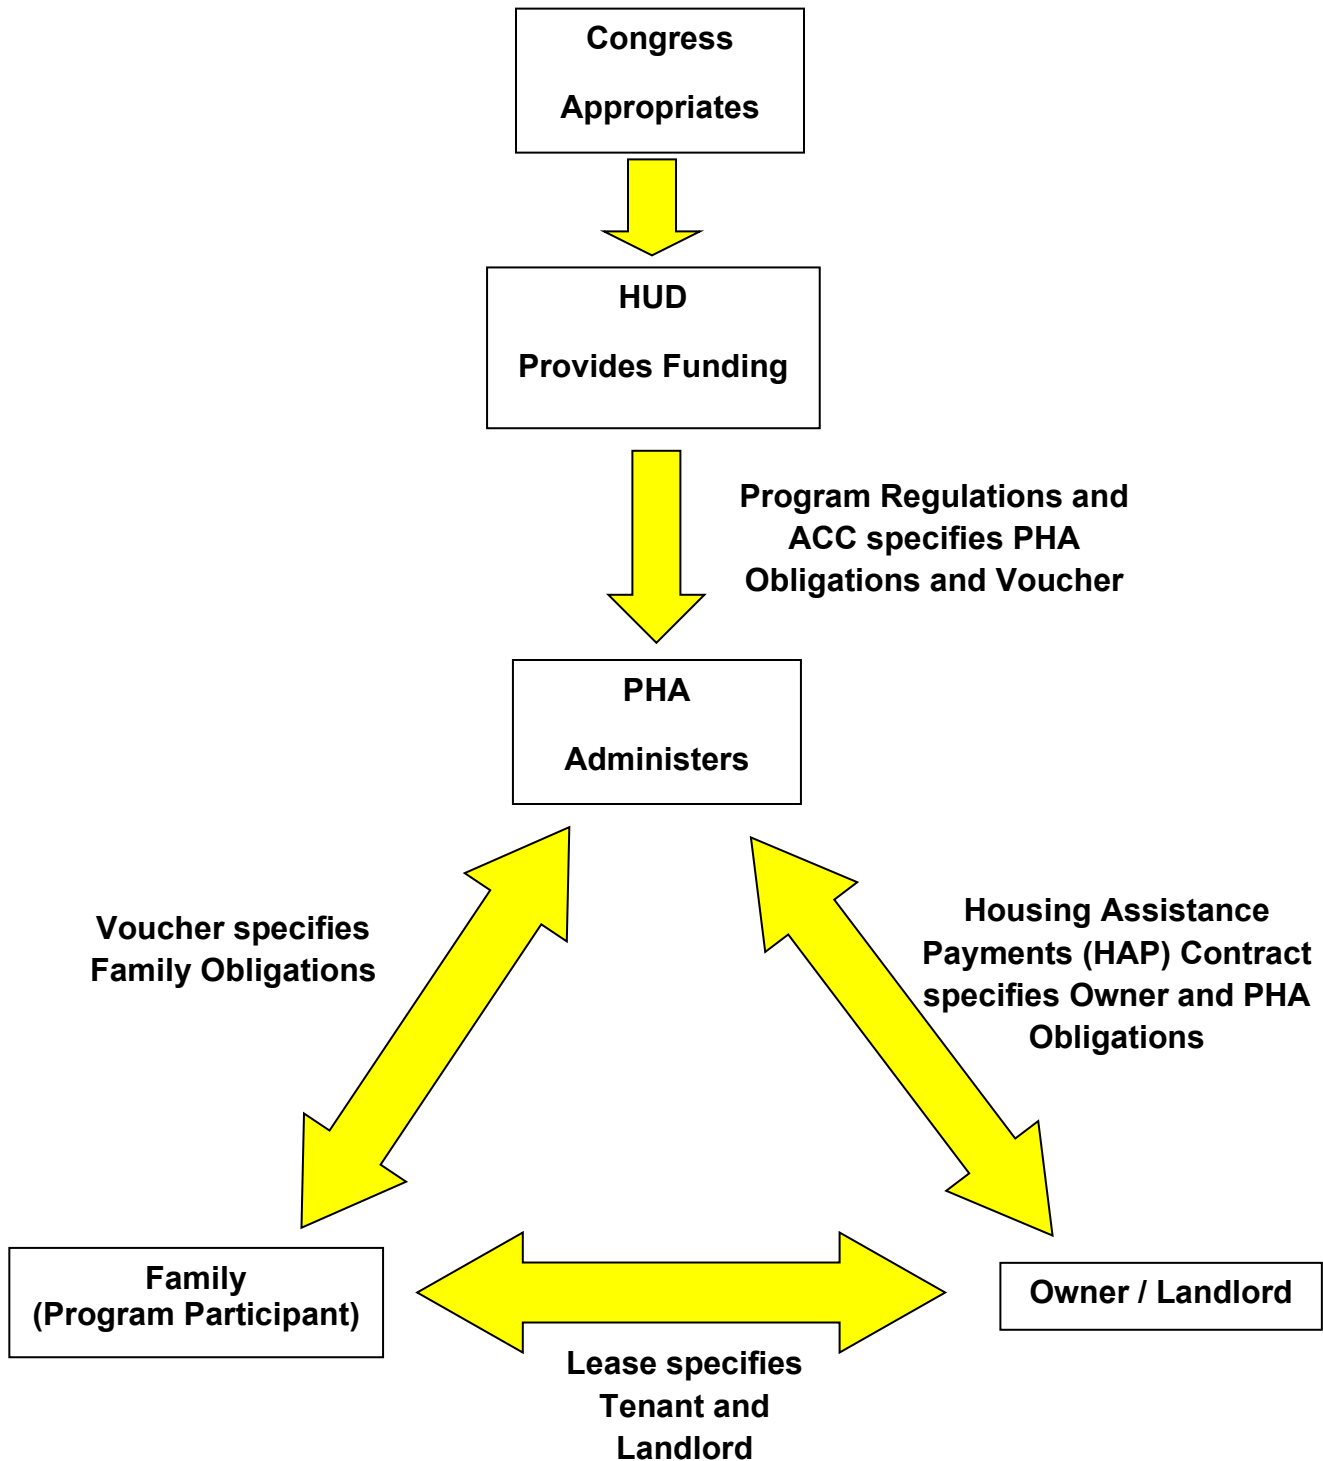 Congress
Appropriates
HUD
Provides Funding
Program Regulations and
ACC specifies PHA
Obligations and Voucher
PHA
Administers
Voucher specifies
Family Obligations
Housing Assistance
Payments (HAP) Contract
specifies Owner and PHA
Obligations
Family
(Program Participant)
Owner / Landlord
Lease specifies
Tenant and
Landlord